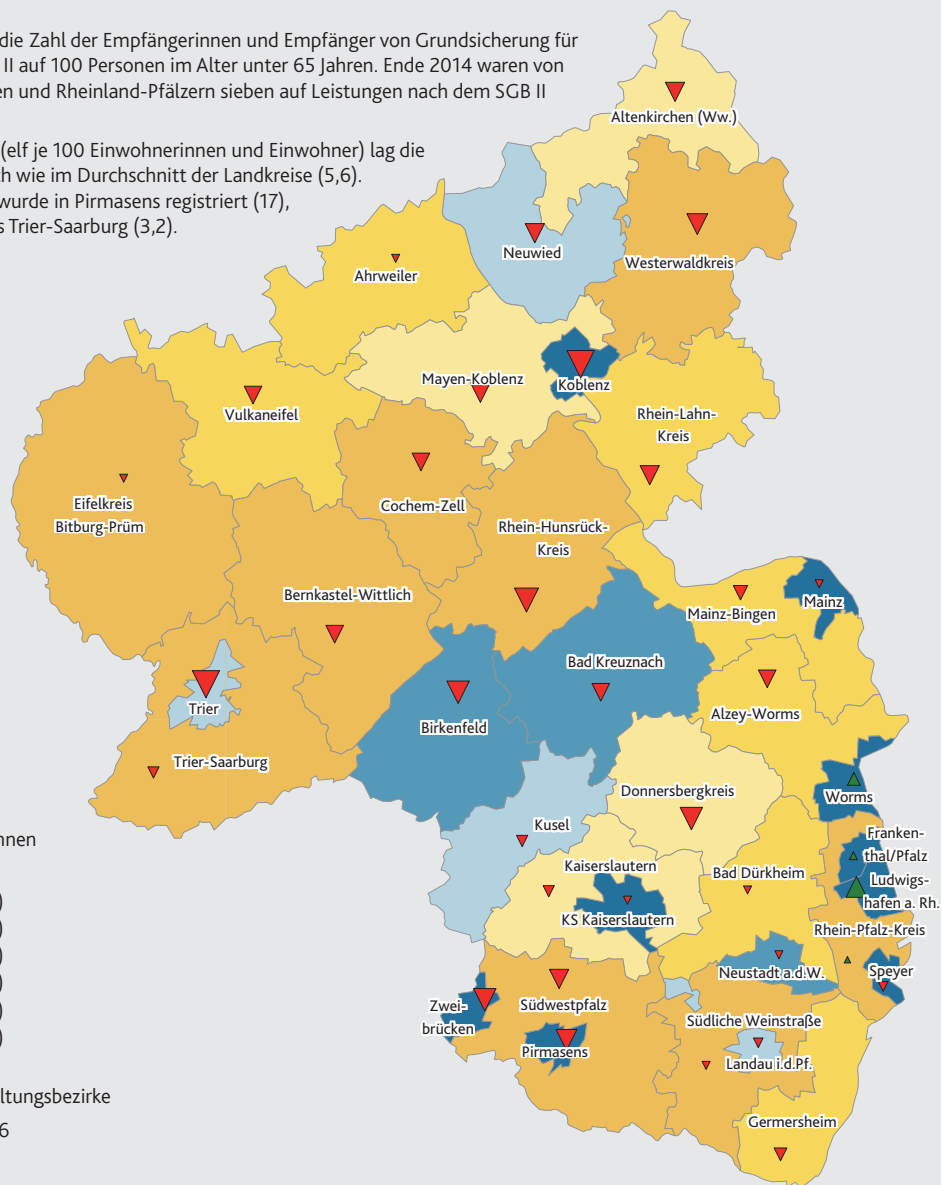 die Zahl der Empfängerinnen und Empfänger von Grundsicherung für
II auf 100 Personen im Alter unter 65 Jahren. Ende 2014 waren von
en und Rheinland-Pfälzern sieben auf Leistungen nach dem SGB II
(elf je 100 Einwohnerinnen und Einwohner) lag die
ch wie im Durchschnitt der Landkreise (5,6).
wurde in Pirmasens registriert (17),
s Trier-Saarburg (3,2).
Altenkirchen (Ww.)
Neuwied
Westerwaldkreis
Ahrweiler
Mayen-Koblenz
Koblenz
Vulkaneifel
Rhein-Lahn-
Kreis
Eifelkreis
Bitburg-Prüm
Cochem-Zell
Rhein-Hunsrück-
Kreis
Bernkastel-Wittlich
Mainz-Bingen
Mainz
Bad Kreuznach
Trier
Birkenfeld
Alzey-Worms
Trier-Saarburg
Donnersbergkreis
Worms
Kusel
nnen
Franken-
thal/Pfalz
Kaiserslautern
Bad Dürkheim
Ludwigs-
hafen a. Rh.
)
KS Kaiserslautern
Rhein-Pfalz-Kreis
)
)
Neustadt a.d.W.
Speyer
)
Zwei-
brücken
Südwestpfalz
Südliche Weinstraße
)
)
Pirmasens
Landau i.d.Pf.
ltungsbezirke
Germersheim
6